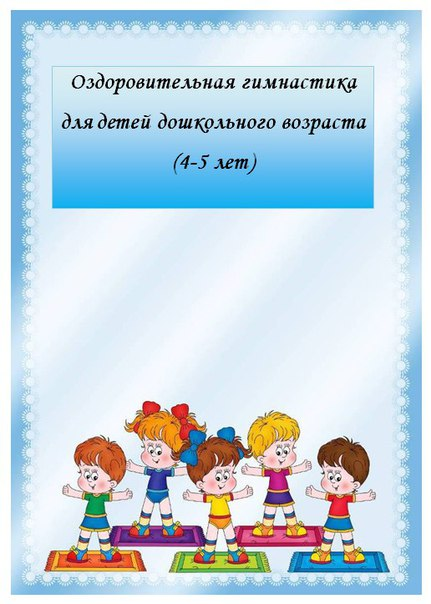 Оздоровительная гимнастика
для детей дошкольного возраста
(4-5 лет)